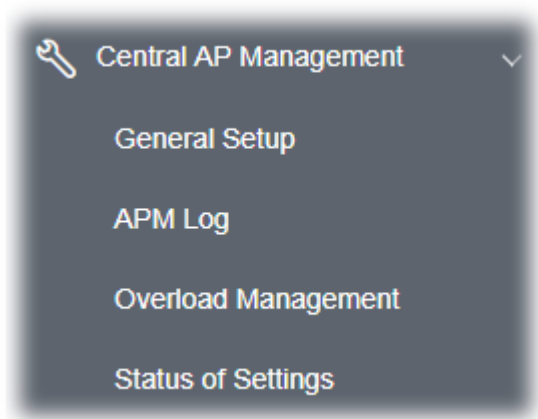 Central AP Management
General Setup
APM Log
Overload Management
Status of Settings